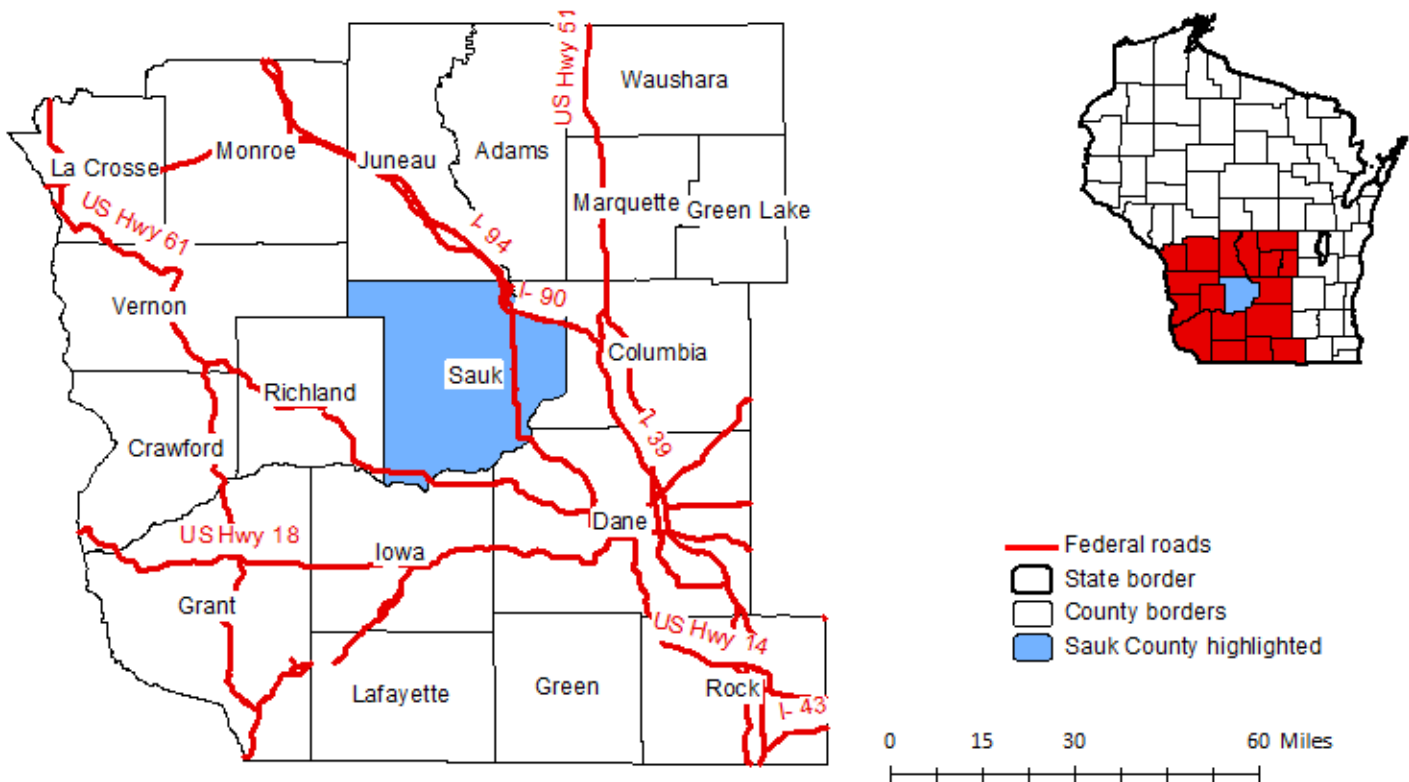 US Hwy 51
Waushara
Monroe
Juneau
Adams
La Crosse
US Hwy 61
Marquette
Green Lake
I- 94
I- 90
Vernon
Columbia
Sauk
Richland
I- 39
Crawford
US Hwy 18
Dane
Iowa
Grant
US Hwy 14
Lafayette
Green
Rock
I- 43
Federal roads
State border
County borders
Sauk County highlighted
0 15 30 60 Miles